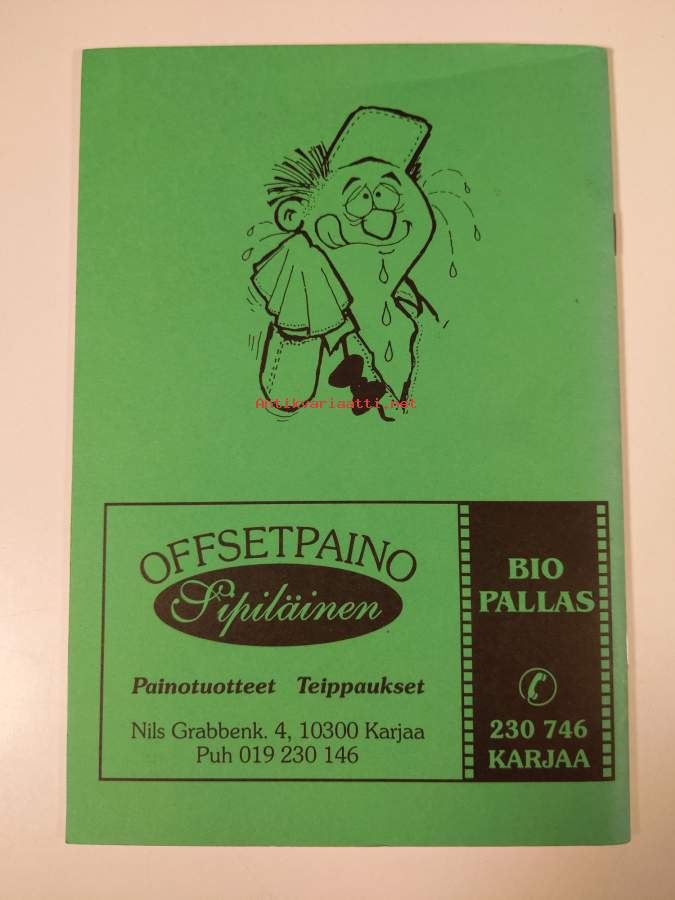 Antikvariaatti.net
OFFSETPAINO
Sipiläinen
Painotuotteet Teippaukset
Nils Grabbenk. 4, 10300 Karjaa
Puh 019 230 146
BIO
PALLAS
230 746
KARJAA